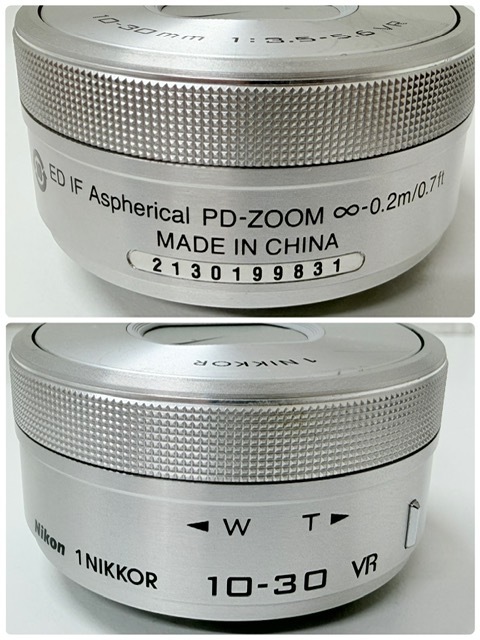 10-30mm 1:3.5-5.6 VR
ED IF Aspherical PD-ZOOM ∞-0.2m/0.7ft
MADE IN CHINA
2130199831
1 NIKKOR
◄ W T ►
Nikon 1 NIKKOR 10-30 VR